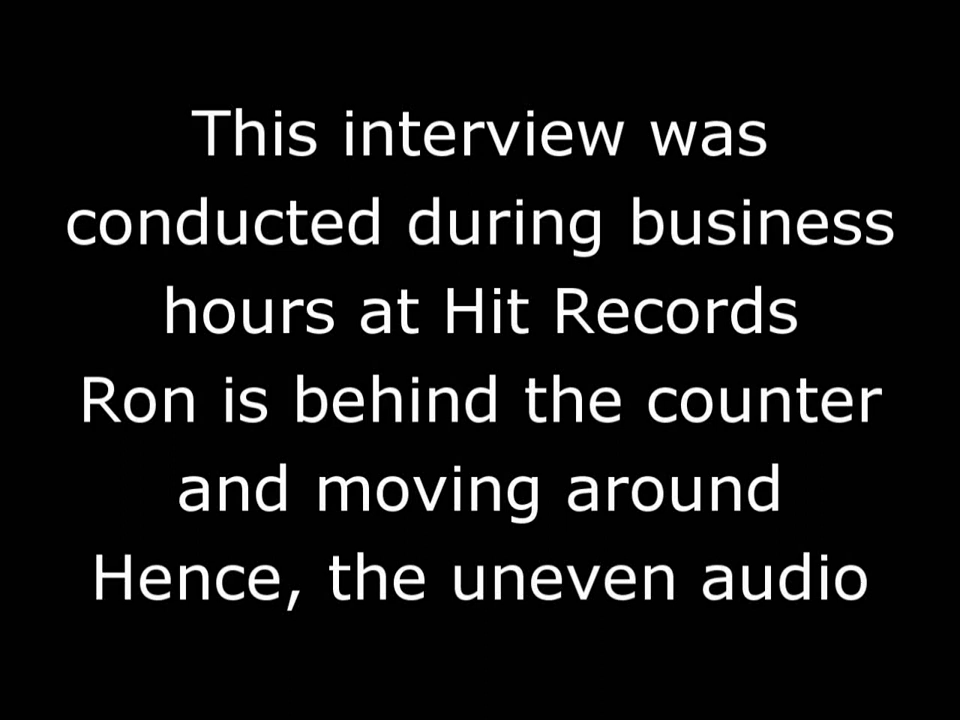 This interview was
conducted during business
hours at Hit Records
Ron is behind the counter
and moving around
Hence, the uneven audio